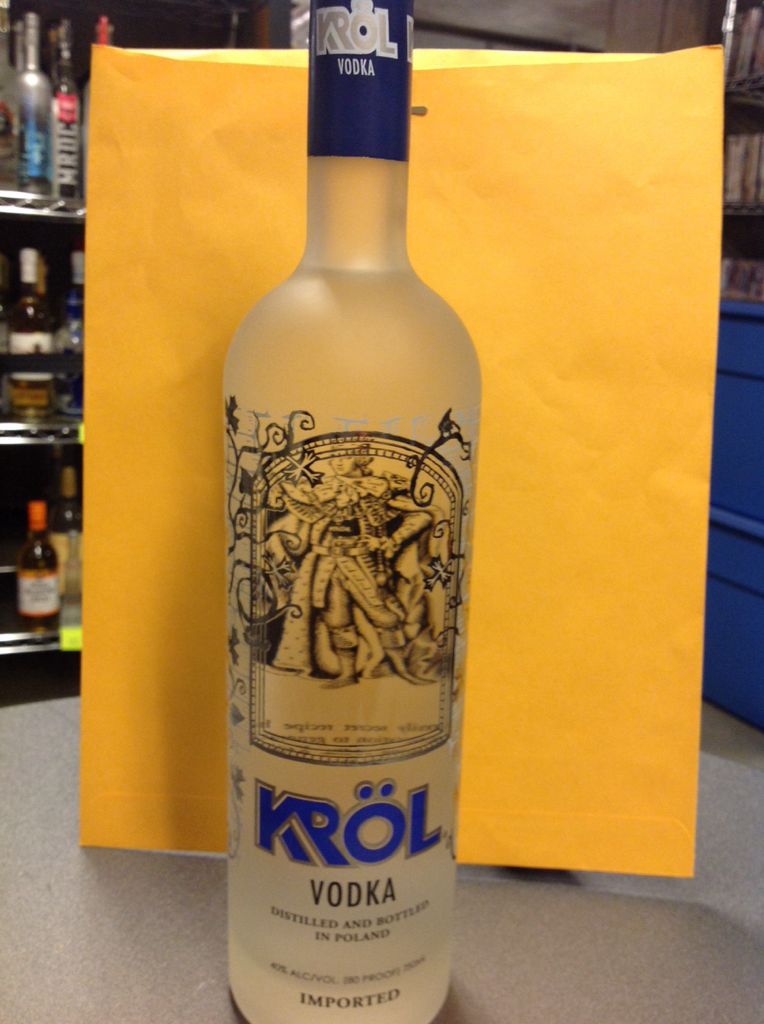 KRÖL
VODKA
KRÖL
VODKA
DISTILLED AND BOTTLED
IN POLAND
40% ALC/VOL. (80 PROOF) 750ML
IMPORTED